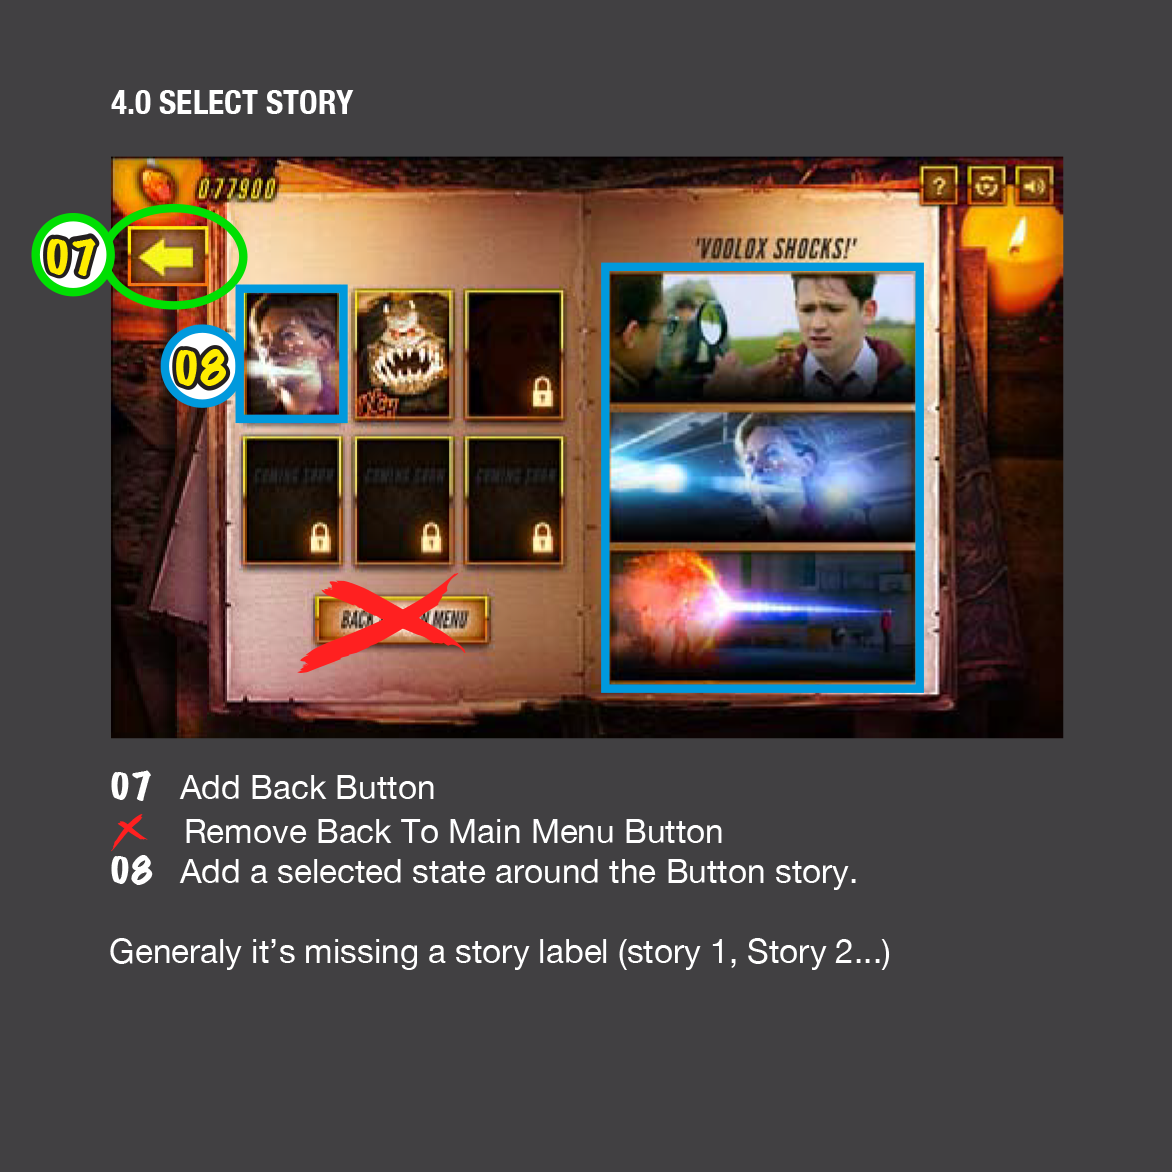 4.0 SELECT STORY
077900
?
07
'VOOLOX SHOCKS!'
08
COMING SOON
COMING SOON
COMING SOON
BACK MENU
07 Add Back Button
Remove Back To Main Menu Button
08 Add a selected state around the Button story.
Generaly it’s missing a story label (story 1, Story 2...)